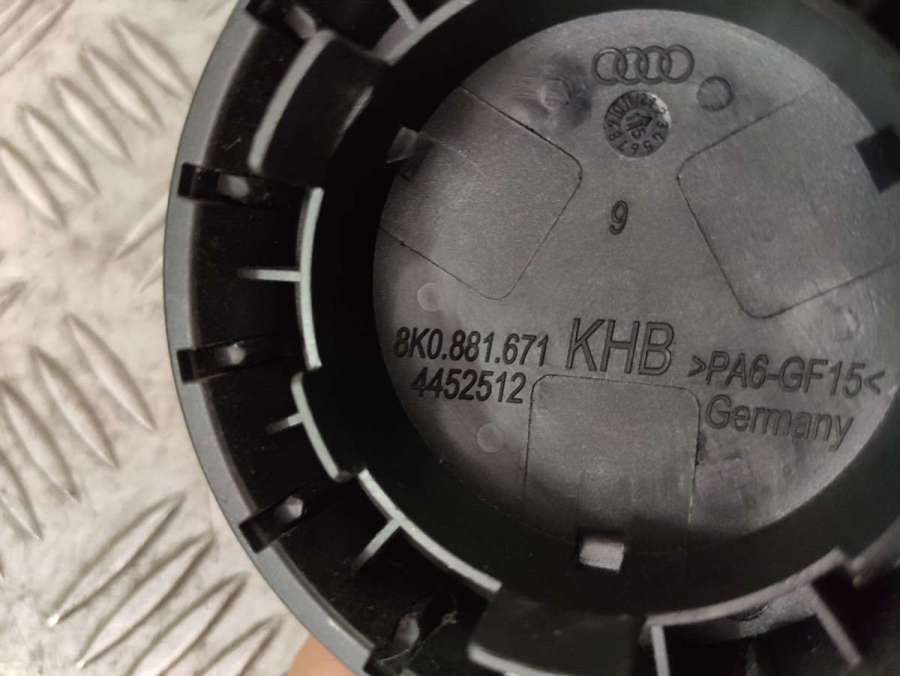 9
8K0.881.671 KHB >PA6-GF15<
4452512 Germany